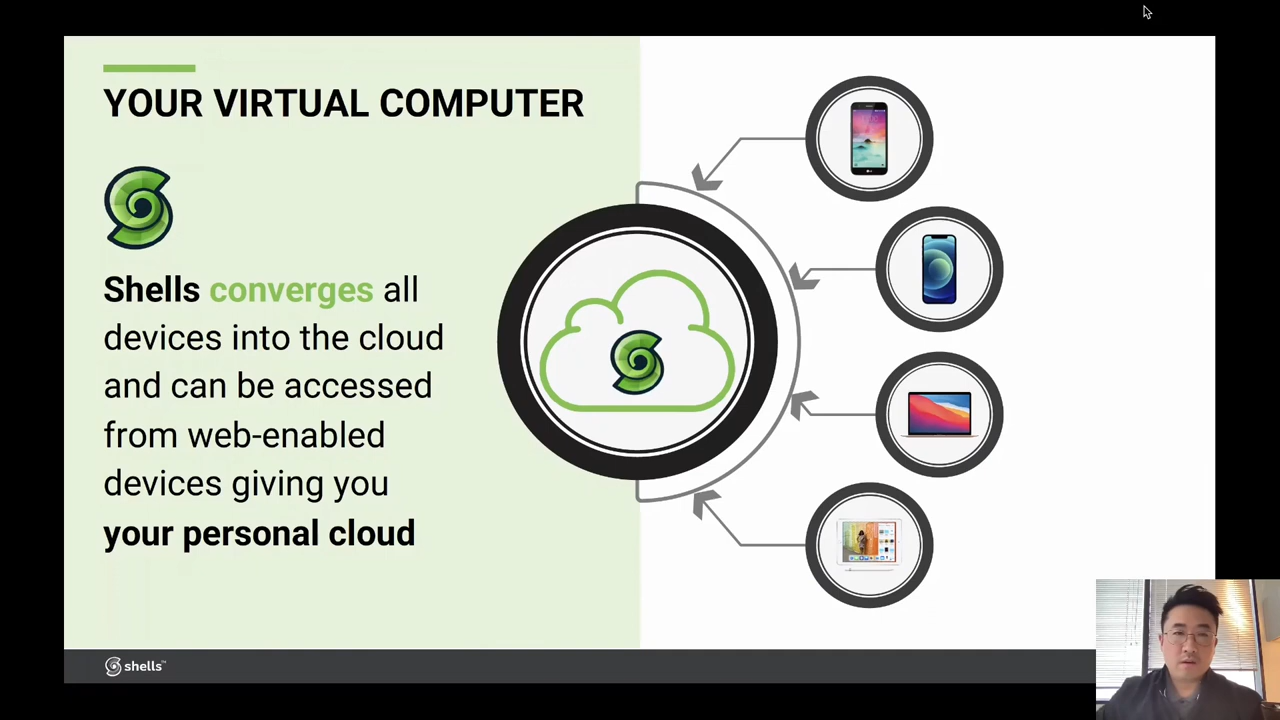 YOUR VIRTUAL COMPUTER
Shells converges all
devices into the cloud
and can be accessed
from web-enabled
devices giving you
your personal cloud
shells™